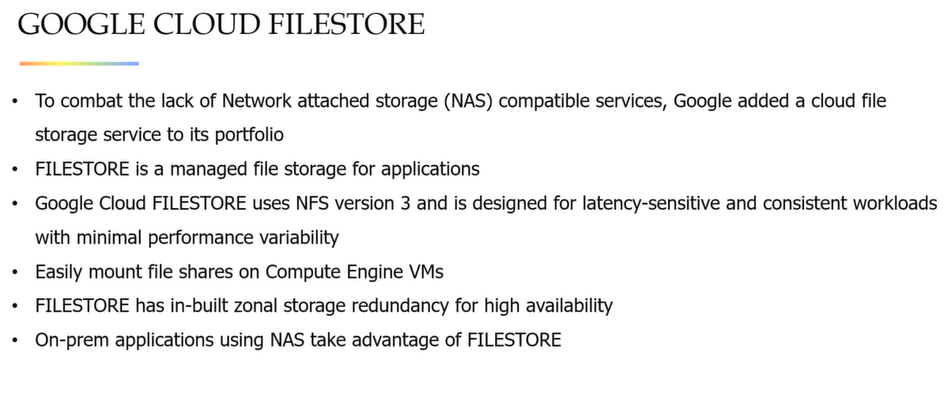 GOOGLE CLOUD FILESTORE
• To combat the lack of Network attached storage (NAS) compatible services, Google added a cloud file
storage service to its portfolio
• FILESTORE is a managed file storage for applications
• Google Cloud FILESTORE uses NFS version 3 and is designed for latency-sensitive and consistent workloads
with minimal performance variability
• Easily mount file shares on Compute Engine VMs
• FILESTORE has in-built zonal storage redundancy for high availability
• On-prem applications using NAS take advantage of FILESTORE